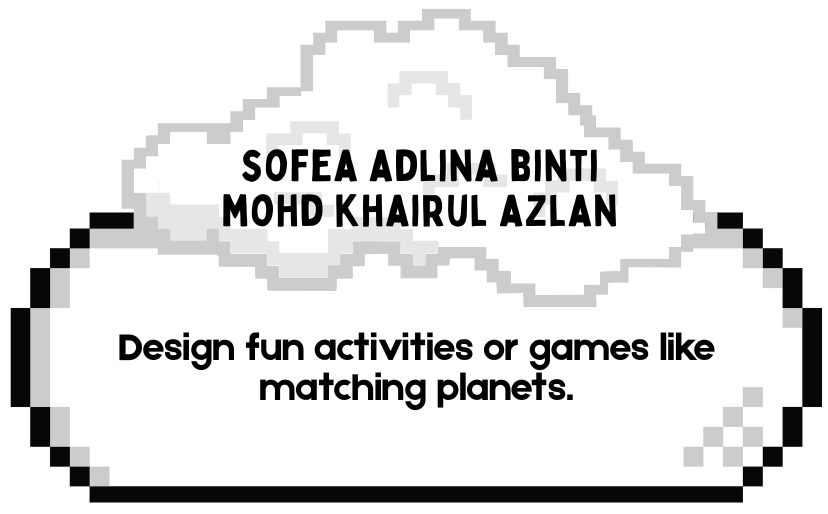 SOFEA ADLINA BINTI
MOHD KHAIRUL AZLAN
Design fun activities or games like
matching planets.